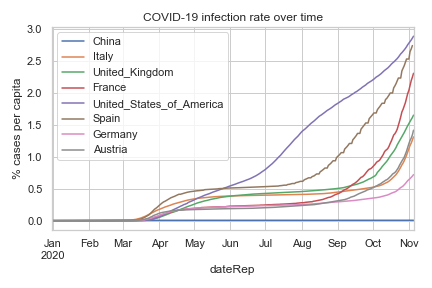 COVID-19 infection rate over time
% cases per capita
3.0
2.5
2.0
1.5
1.0
0.5
0.0
China
Italy
United_Kingdom
France
United_States_of_America
Spain
Germany
Austria
Jan Feb Mar Apr May Jun Jul Aug Sep Oct Nov
2020
dateRep